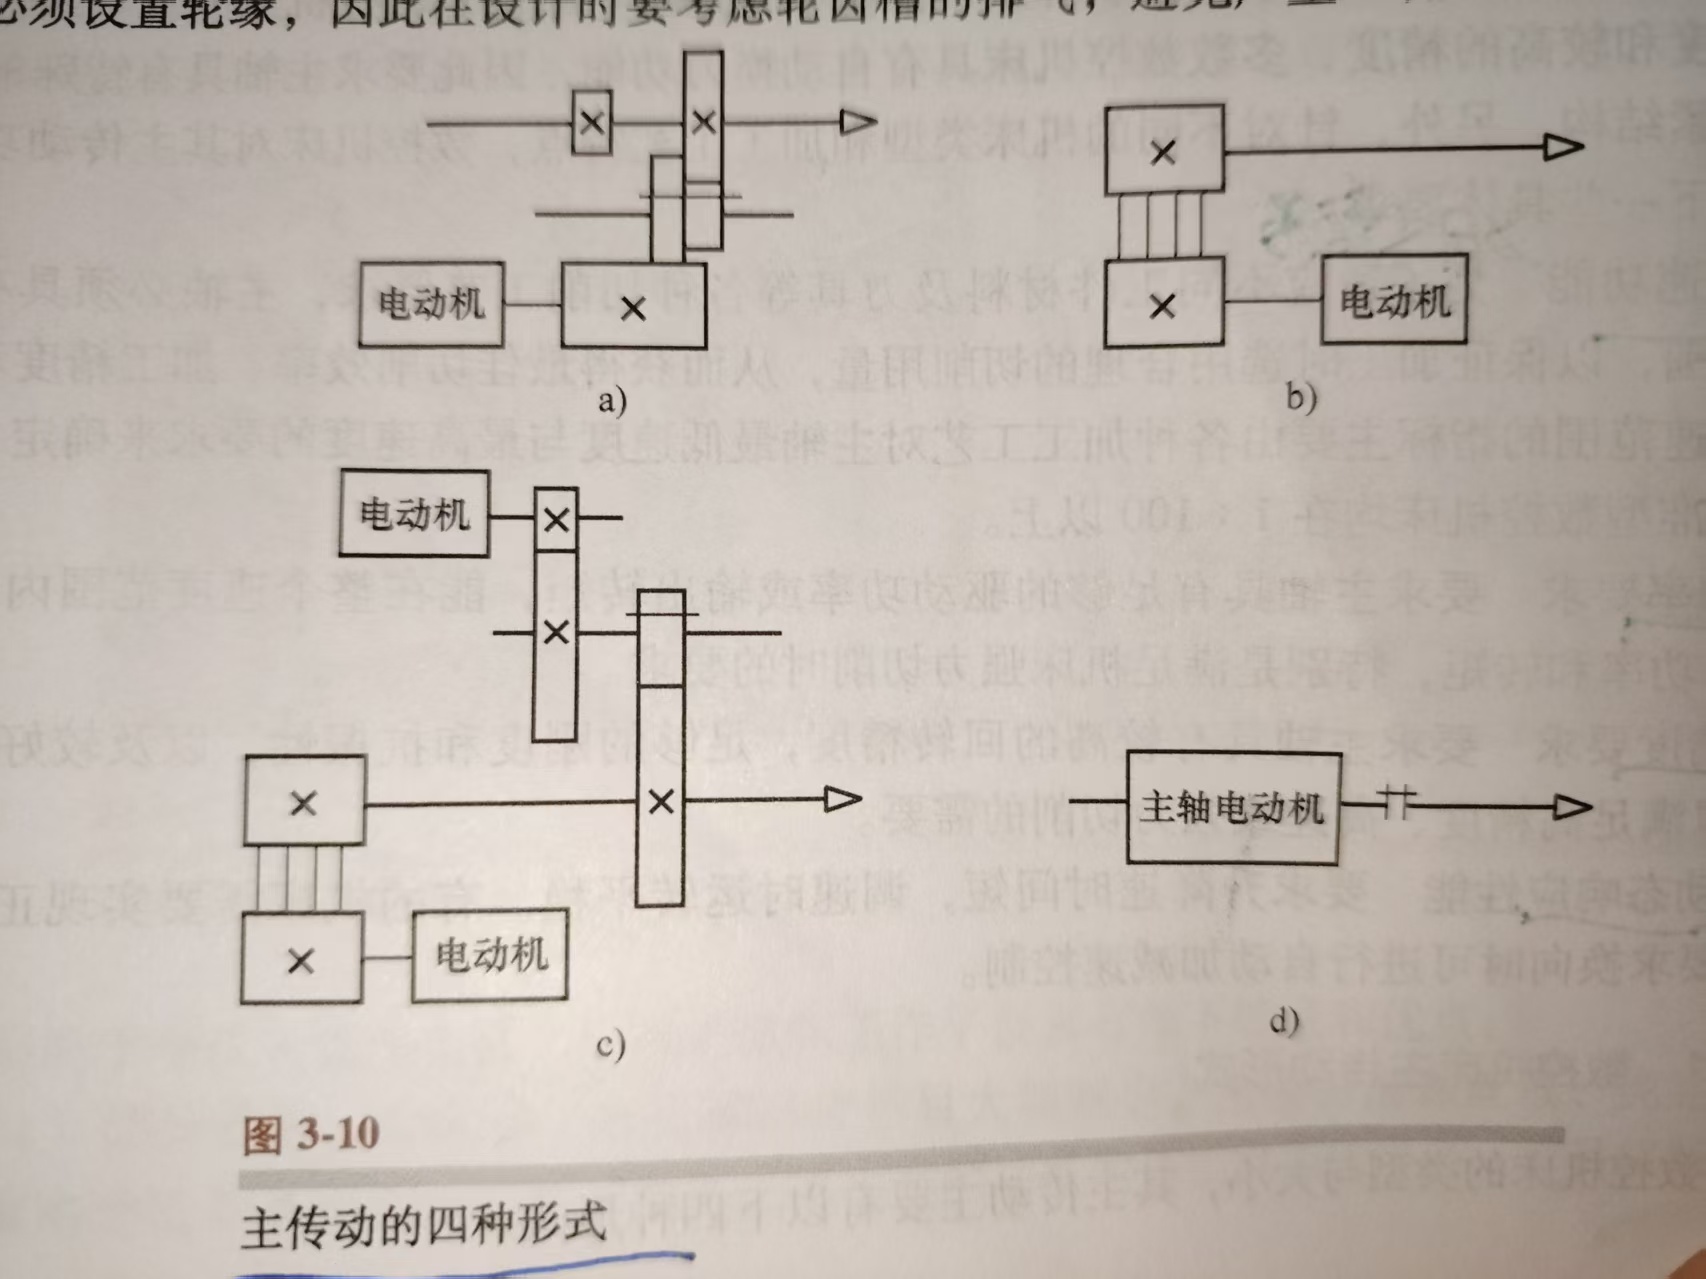 必须设置轮缘，因此在设计时要考虑轮齿槽的排气，避免产生
电动机
a)
电动机
b)
电动机
电动机
c)
主轴电动机
d)
图 3-10
主传动的四种形式